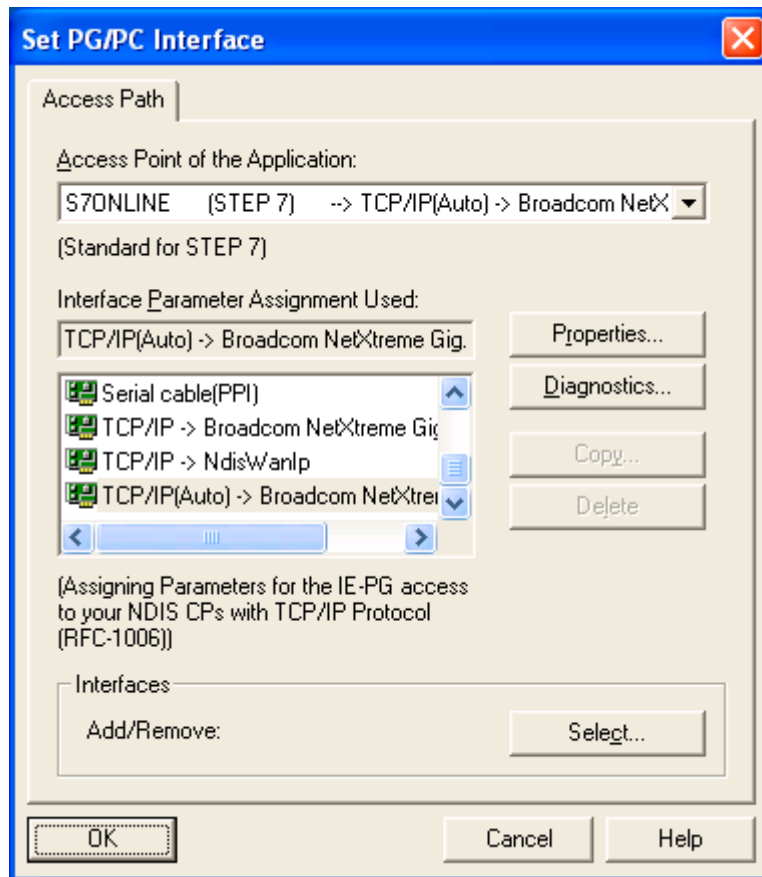 Set PG/PC Interface
Access Path
Access Point of the Application:
S7ONLINE (STEP 7) --> TCP/IP(Auto) -> Broadcom NetX
(Standard for STEP 7)
Interface Parameter Assignment Used:
TCP/IP(Auto) -> Broadcom NetXtreme Gig.
Properties...
Diagnostics...
Serial cable(PPI)
TCP/IP -> Broadcom NetXtreme Gig
TCP/IP -> NdisWanIp
TCP/IP(Auto) -> Broadcom NetXtrei
Copy...
Delete
(Assigning Parameters for the IE-PG access
to your NDIS CPs with TCP/IP Protocol
(RFC-1006))
Interfaces
Add/Remove:
Select...
OK
Cancel
Help